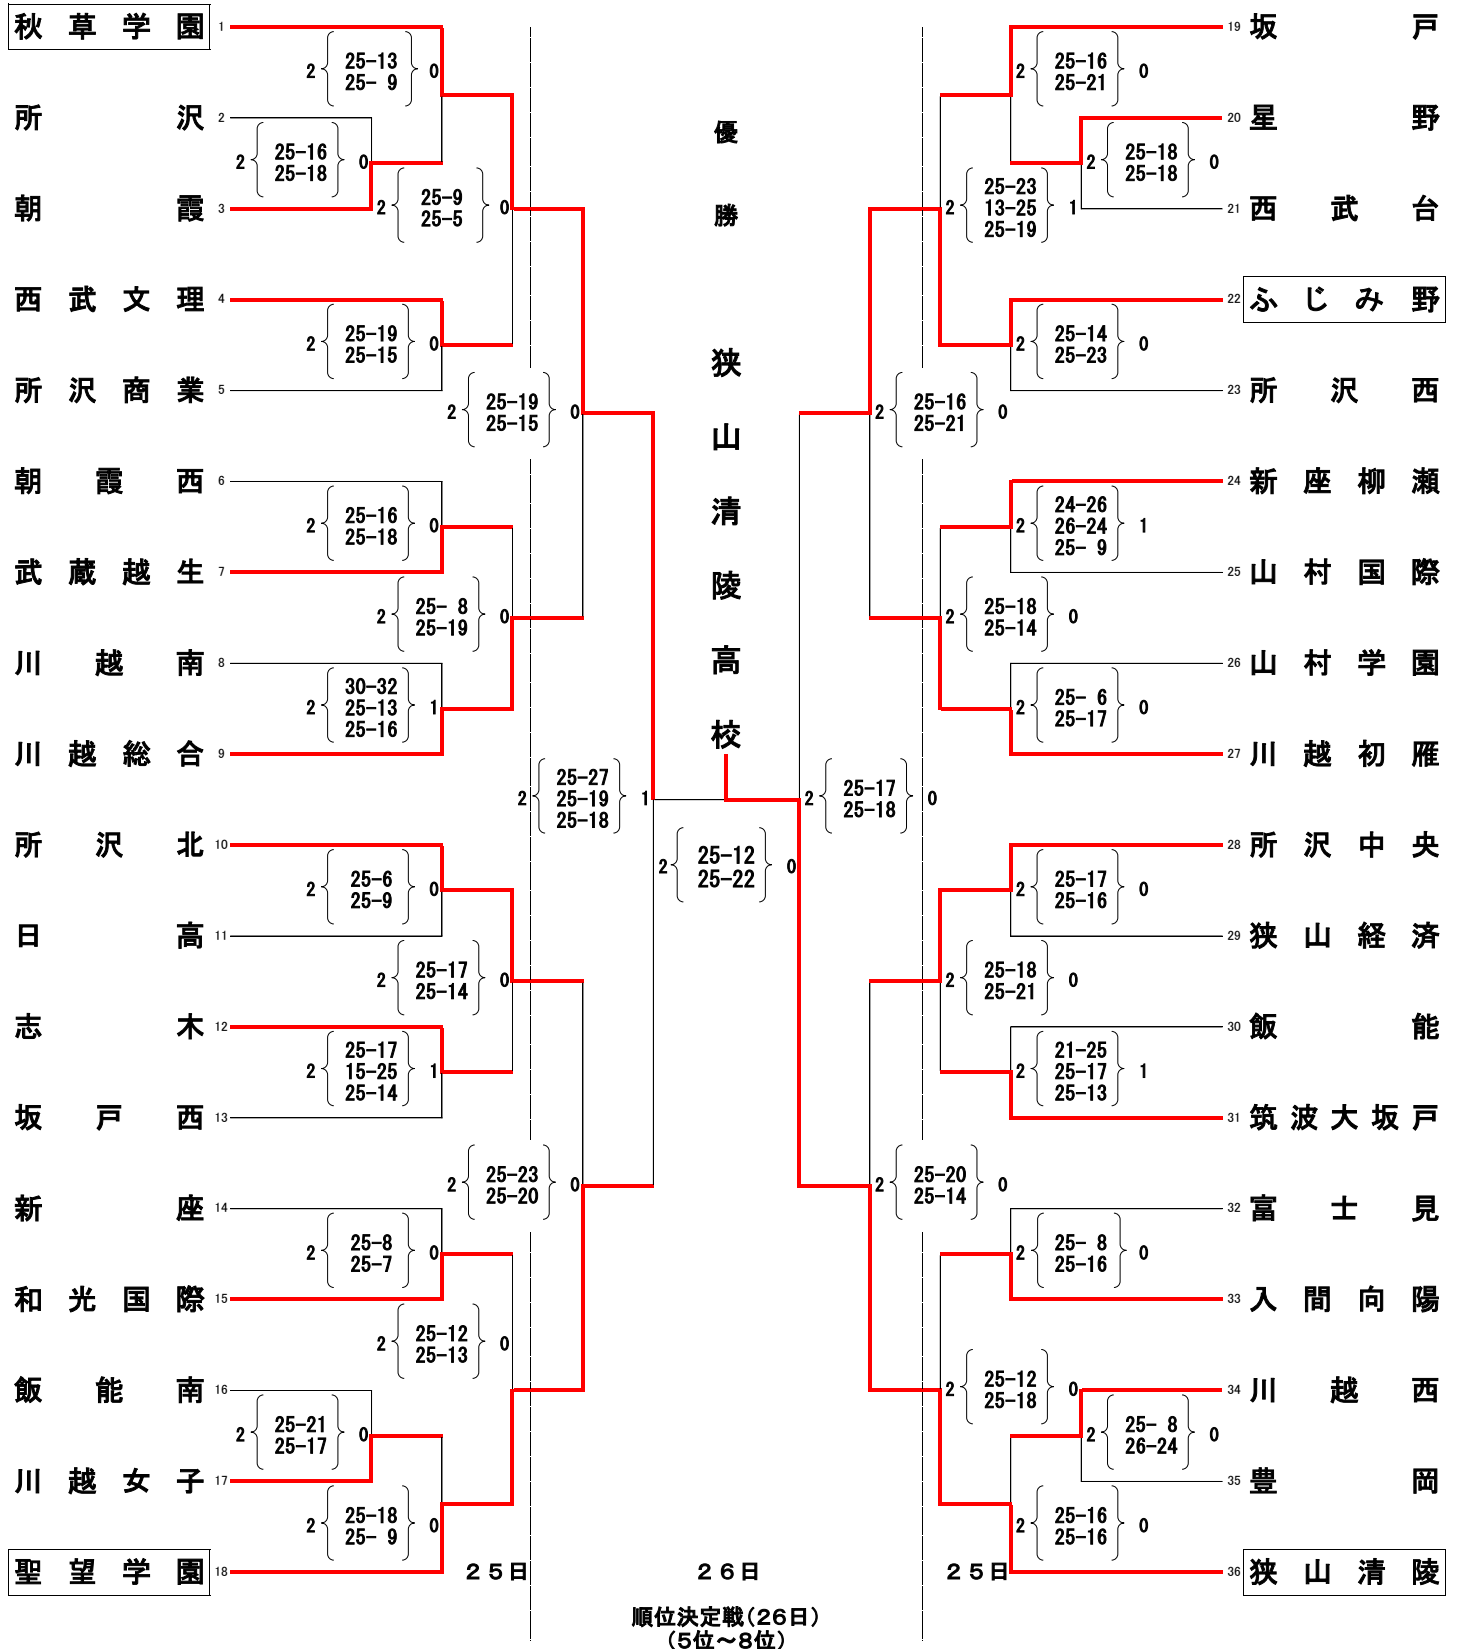 秋草学園 1
2 25-13 0
25- 9
所沢 2
2 25-16 0
25-18
朝霞 3
2 25-9 0
25-5
西武文理 4
2 25-19 0
25-15
所沢商業 5
2 25-19 0
25-15
朝霞西 6
2 25-16 0
25-18
武蔵越生 7
2 25- 8 0
25-19
川越南 8
30-32
2 25-13 1
25-16
川越総合 9
25-27
2 25-19 1
25-18
所沢北 10
2 25-6 0
25-9
日高 11
2 25-17 0
25-14
志木 12
25-17
2 15-25 1
25-14
坂戸西 13
2 25-23 0
25-20
新座 14
2 25-8 0
25-7
和光国際 15
2 25-12 0
25-13
飯能南 16
2 25-21 0
25-17
川越女子 17
2 25-18 0
25- 9
聖望学園 18
25日
優勝
狭山清陵高校
2 25-12 0
25-22
26日
順位決定戦(26日)
(5位~8位)
19 坂戸
2 25-16 0
25-21
20 星野
2 25-18 0
25-18
25-23
2 13-25 1
25-19
21 西武台
22 ふじみ野
2 25-14 0
25-23
23 所沢西
2 25-16 0
25-21
24 新座柳瀬
24-26
2 26-24 1
25- 9
25 山村国際
2 25-18 0
25-14
26 山村学園
2 25- 6 0
25-17
27 川越初雁
2 25-17 0
25-18
28 所沢中央
2 25-17 0
25-16
29 狭山経済
2 25-18 0
25-21
30 飯能
21-25
2 25-17 1
25-13
31 筑波大坂戸
2 25-20 0
25-14
32 富士見
2 25- 8 0
25-16
33 入間向陽
2 25-12 0
25-18
34 川越西
2 25- 8 0
26-24
35 豊岡
2 25-16 0
25-16
36 狭山清陵
25日